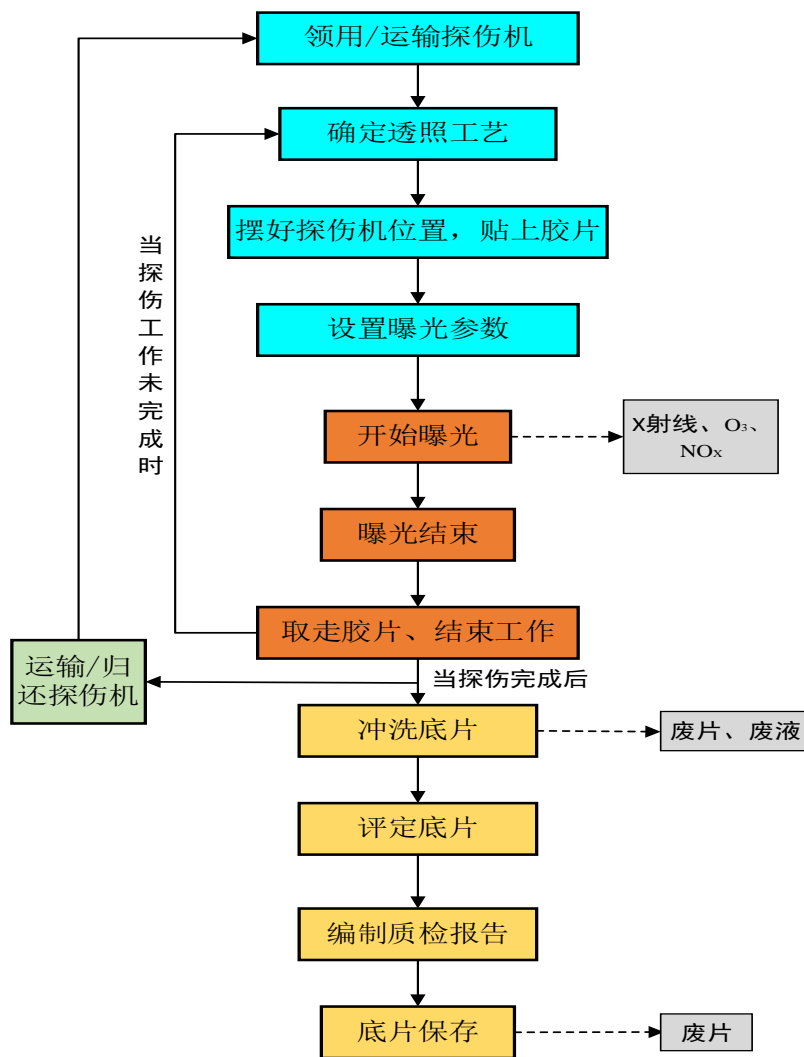 领用/运输探伤机
确定透照工艺
摆好探伤机位置，贴上胶片
当探伤工作未完成时
设置曝光参数
开始曝光
X射线、O₃、
NOx
曝光结束
取走胶片、结束工作
运输/归
还探伤机
当探伤完成后
冲洗底片
废片、废液
评定底片
编制质检报告
底片保存
废片